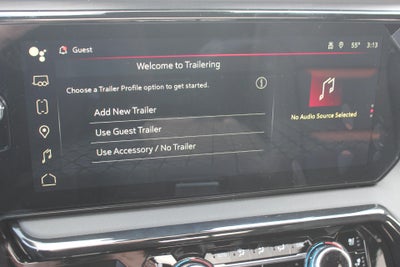 Guest
55° 3:13
Welcome to Trailering
Choose a Trailer Profile option to get started.
Add New Trailer
Use Guest Trailer
Use Accessory / No Trailer
No Audio Source Selected